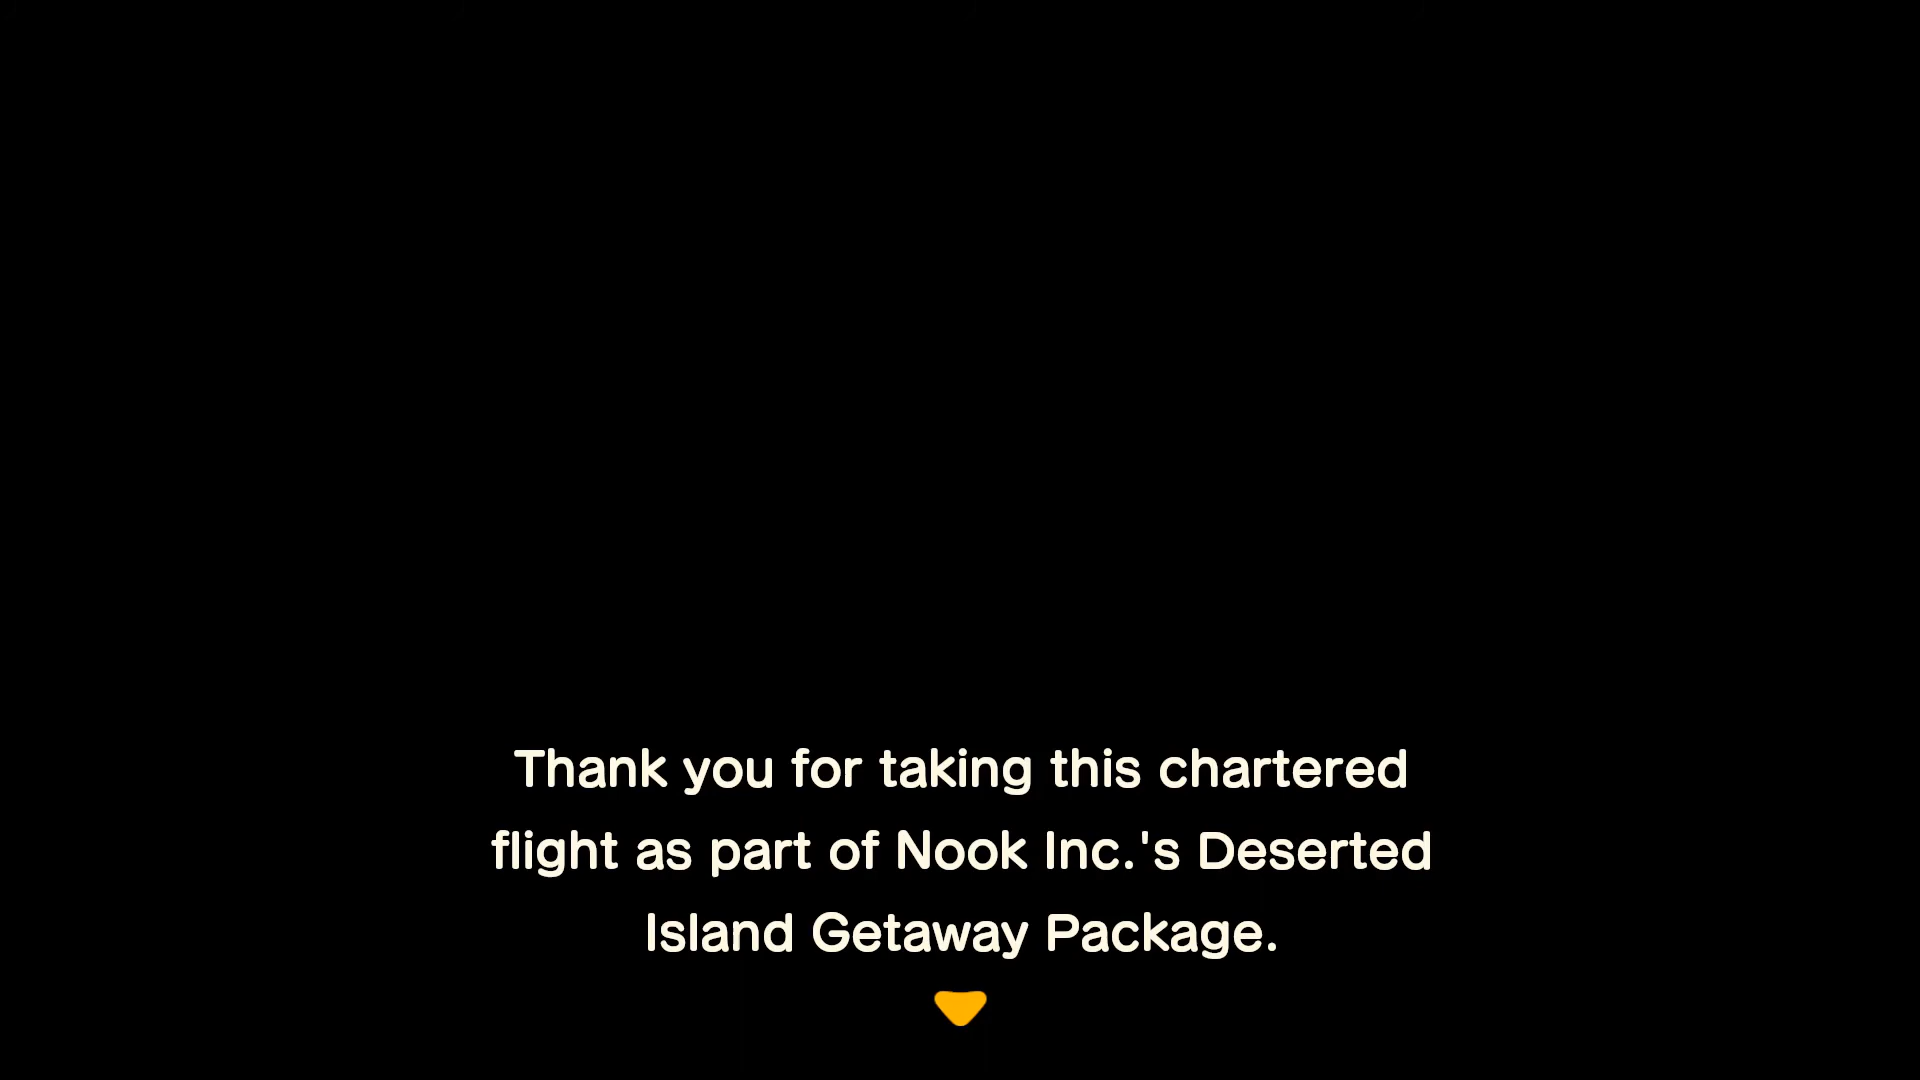 Thank you for taking this chartered
flight as part of Nook Inc.'s Deserted
Island Getaway Package.